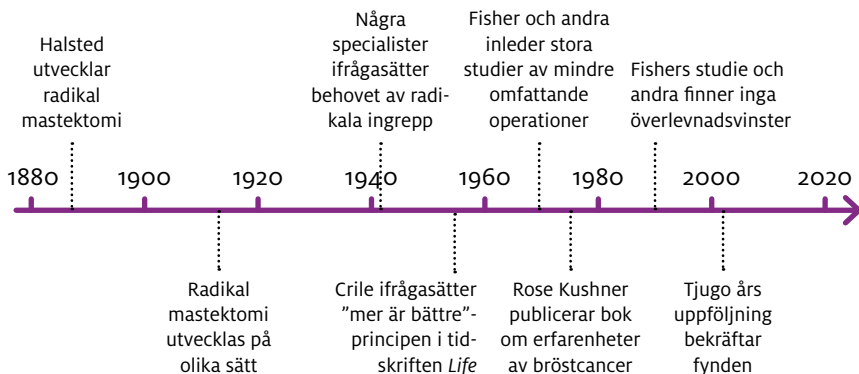 Halsted
utvecklar
radikal
mastektomi
Några
specialister
ifrågasätter
behovet av radi-
kala ingrepp
Fisher och andra
inleder stora
studier av mindre
omfattande
operationer
Fishers studie och
andra finner inga
överlevnadsvinster
1880 1900 1920 1940 1960 1980 2000 2020
Radikal
mastektomi
utvecklas på
olika sätt
Crile ifrågasätter
”mer är bättre”-
principen i tid-
skriften Life
Rose Kushner
publicerar bok
om erfarenheter
av bröstcancer
Tjugo års
uppföljning
bekräftar
fynden